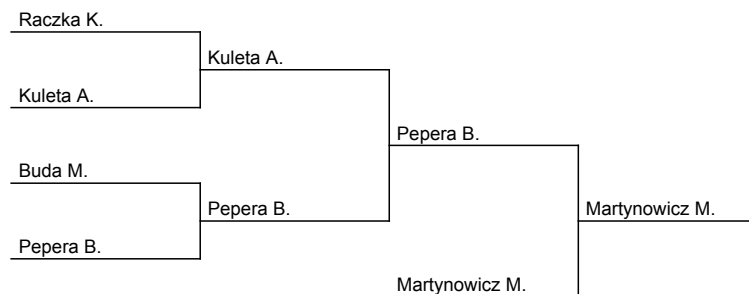 Raczka K.
Kuleta A.
Kuleta A.
Pepera B.
Buda M.
Pepera B.
Martynowicz M.
Pepera B.
Martynowicz M.